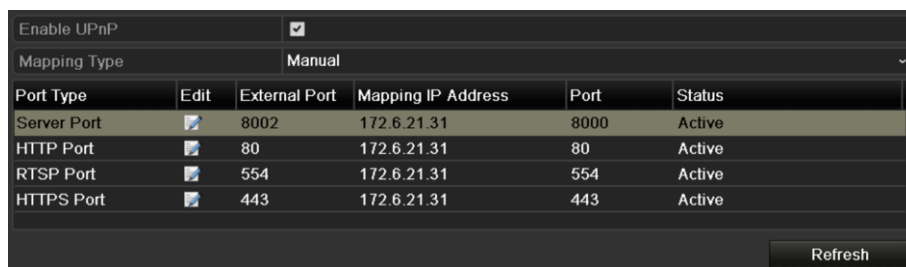 Enable UPnP
Mapping Type Manual
Port Type Edit External Port Mapping IP Address Port Status
Server Port 8002 172.6.21.31 8000 Active
HTTP Port 80 172.6.21.31 80 Active
RTSP Port 554 172.6.21.31 554 Active
HTTPS Port 443 172.6.21.31 443 Active
Refresh